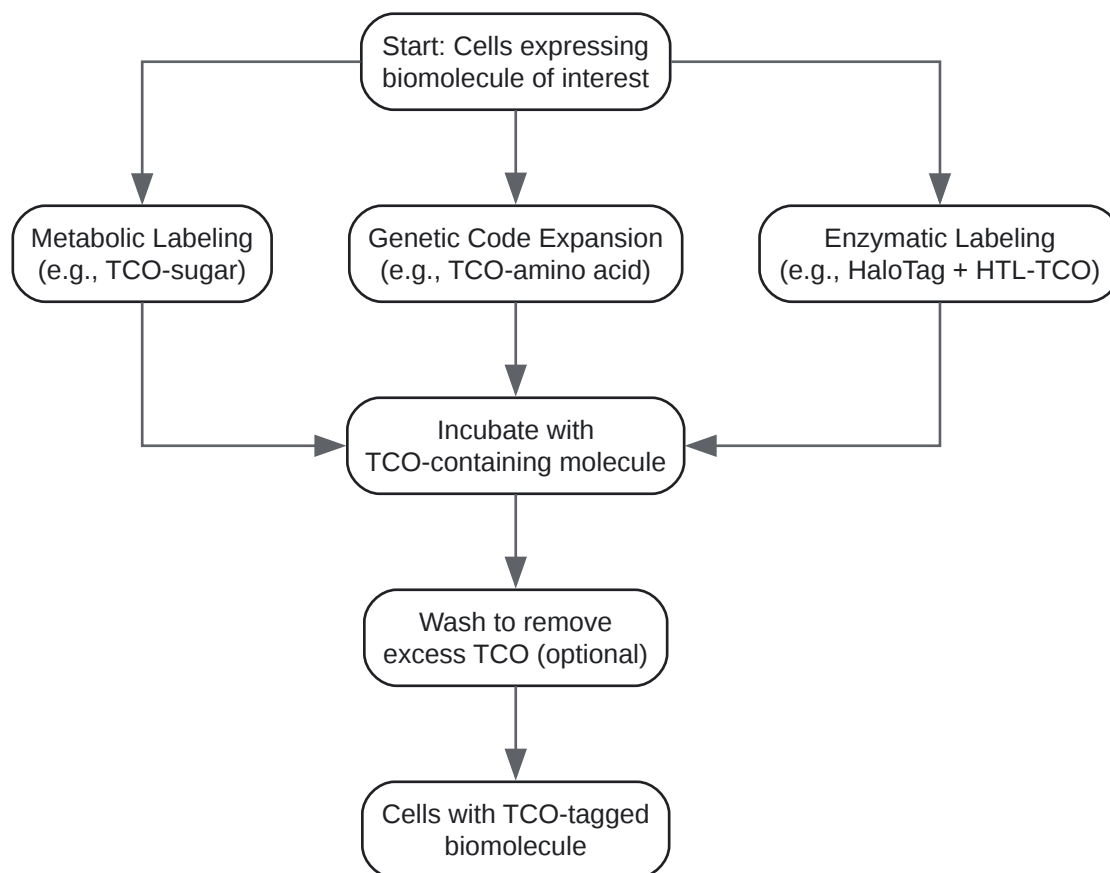 Start: Cells expressing
biomolecule of interest
Metabolic Labeling
(e.g., TCO-sugar)
Genetic Code Expansion
(e.g., TCO-amino acid)
Enzymatic Labeling
(e.g., HaloTag + HTL-TCO)
Incubate with
TCO-containing molecule
Wash to remove
excess TCO (optional)
Cells with TCO-tagged
biomolecule